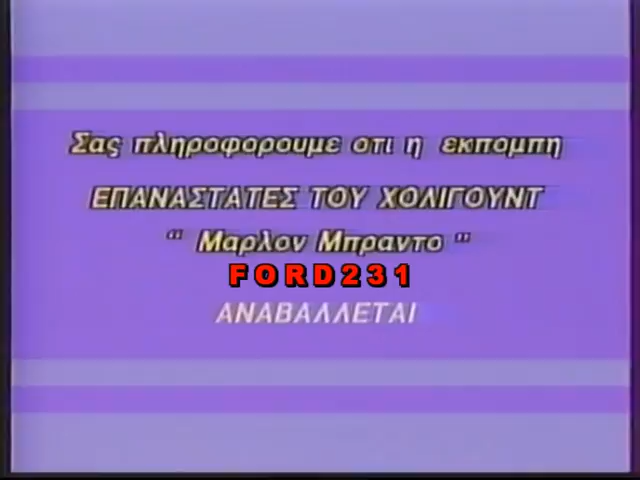 Σας πληροφορουμε οτι η εκπομπη
ΕΠΑΝΑΣΤΑΤΕΣ ΤΟΥ ΧΟΛΙΓΟΥΝΤ
“ Μαρλον Μπραντο ”
FORD231
ΑΝΑΒΑΛΛΕΤΑΙ